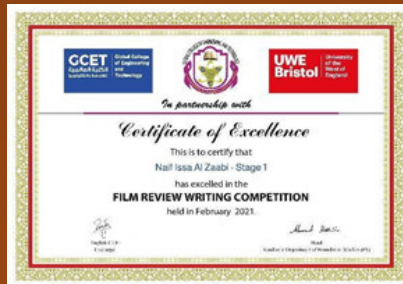 GCET
Global College
of Engineering
and
Technology
UWE
Bristol
University
of the
West of
England
In partnership with
Certificate of Excellence
This is to certify that
Naif Issa Al Zaabi - Stage 1
has excelled in the
FILM REVIEW WRITING COMPETITION
held in February 2021.
Head